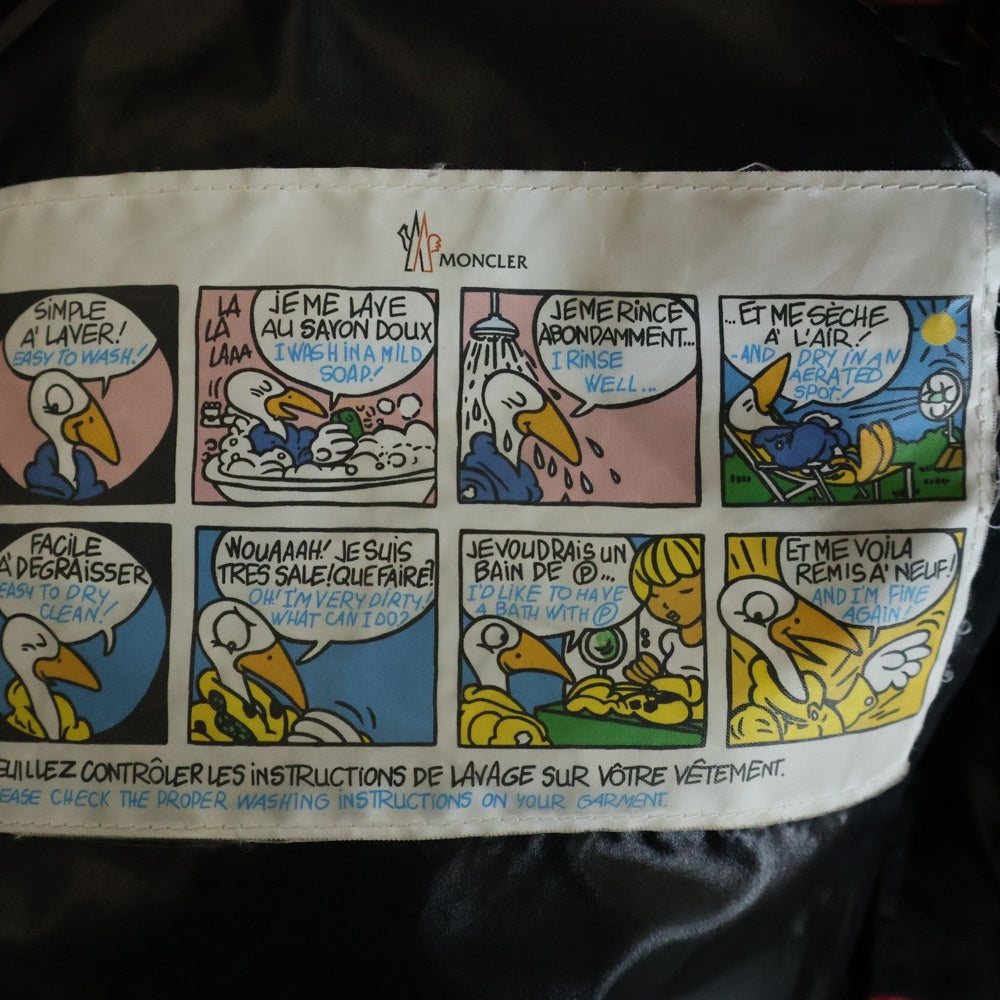 MONCLER
SIMPLE
A' LAVER!
EASY TO WASH!
LA
LA
LAAA
JE ME LAVE
AU SAYON DOUX
I WASH IN A MILD
SOAP!
JE ME RINCE
ABONDAMMENT...
I RINSE
WELL...
...ET ME SÈCHE
A' L'AIR!
-AND DRY IN AN
AERATED
SPOT!
FACILE
A' DEGRAISSER
EASY TO DRY
CLEAN!
WOUAAAH! JE SUIS
TRES SALE! QUE FAIRE?
OH! I'M VERY DIRTY!
WHAT CAN I DO?
JE VOUDRAIS UN
BAIN DE Ⓟ...
I'D LIKE TO HAVE
A BATH WITH Ⓟ
ET ME VOILA
REMIS A' NEUF!
AND I'M FINE
AGAIN!
EUILLEZ CONTRÔLER LES INSTRUCTIONS DE LAVAGE SUR VÔTRE VÊTEMENT.
EASE CHECK THE PROPER WASHING INSTRUCTIONS ON YOUR GARMENT.